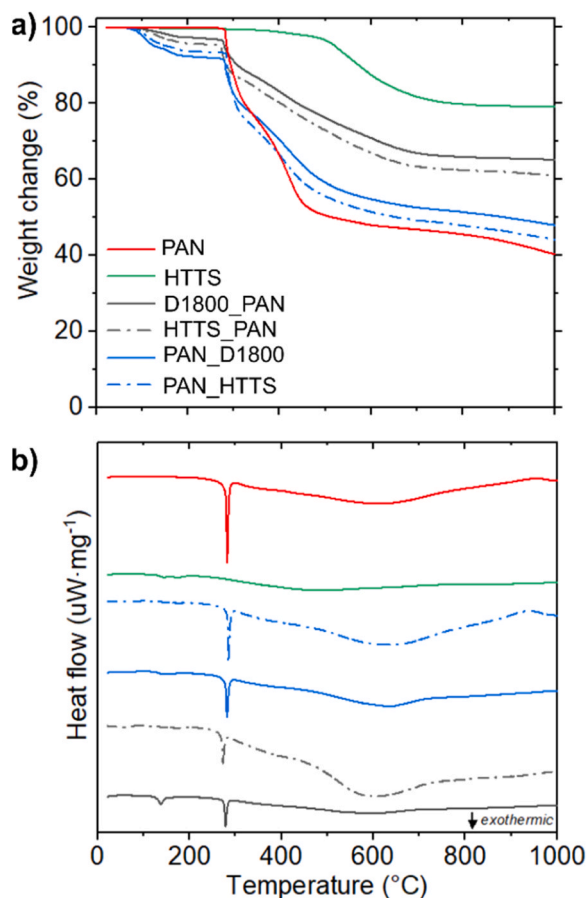 a)
100
80
60
40
20
0
Weight change (%)
PAN
HTTS
D1800_PAN
HTTS_PAN
PAN_D1800
PAN_HTTS
b)
Heat flow (uW·mg⁻¹)
exothermic
0 200 400 600 800 1000
Temperature (°C)